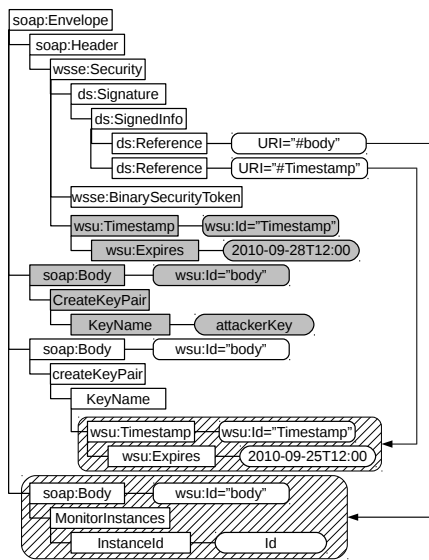 soap:Envelope
soap:Header
wsse:Security
ds:Signature
ds:SignedInfo
ds:Reference URI="#body”
ds:Reference URI="#Timestamp”
wsse:BinarySecurityToken
wsu:Timestamp wsu:Id="Timestamp”
wsu:Expires 2010-09-28T12:00
soap:Body wsu:Id="body”
CreateKeyPair
KeyName attackerKey
soap:Body wsu:Id="body”
createKeyPair
KeyName
wsu:Timestamp wsu:Id="Timestamp”
wsu:Expires 2010-09-25T12:00
soap:Body wsu:Id="body”
MonitorInstances
InstanceId Id